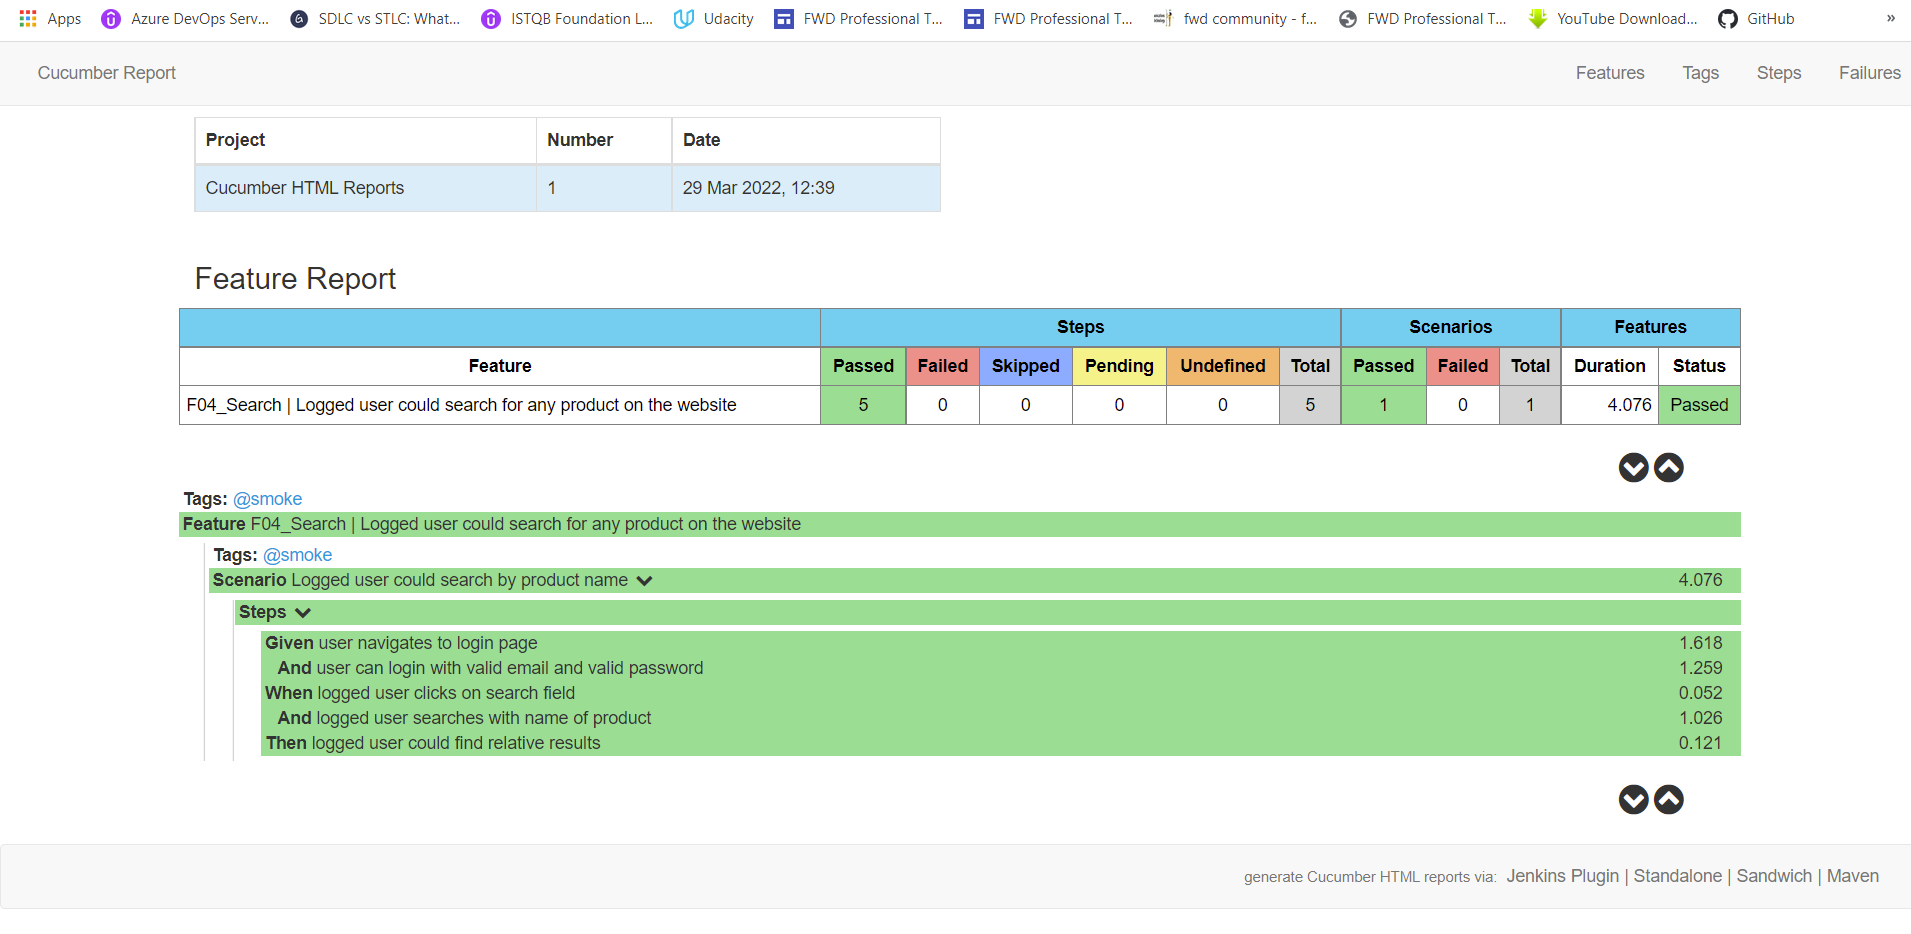 Apps Azure DevOps Serv... SDLC vs STLC: What... ISTQB Foundation L... Udacity FWD Professional T... FWD Professional T... fwd community - f... FWD Professional T... YouTube Download... GitHub »
Cucumber Report Features Tags Steps Failures
Project Number Date
Cucumber HTML Reports 1 29 Mar 2022, 12:39
Feature Report
Steps Scenarios Features
Feature Passed Failed Skipped Pending Undefined Total Passed Failed Total Duration Status
F04_Search | Logged user could search for any product on the website 5 0 0 0 0 5 1 0 1 4.076 Passed
Tags: @smoke
Feature F04_Search | Logged user could search for any product on the website
Tags: @smoke
Scenario Logged user could search by product name 4.076
Steps
Given user navigates to login page 1.618
And user can login with valid email and valid password 1.259
When logged user clicks on search field 0.052
And logged user searches with name of product 1.026
Then logged user could find relative results 0.121
generate Cucumber HTML reports via: Jenkins Plugin | Standalone | Sandwich | Maven